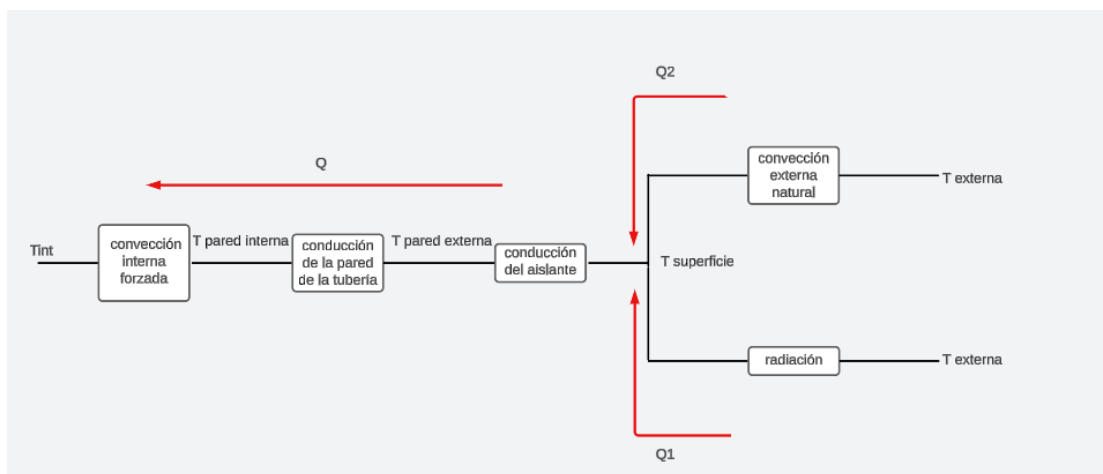 Q2
Q
convección
externa
natural
T externa
Tint
convección
interna
forzada
T pared interna
conducción
de la pared
de la tubería
T pared externa
conducción
del aislante
T superficie
radiación
T externa
Q1